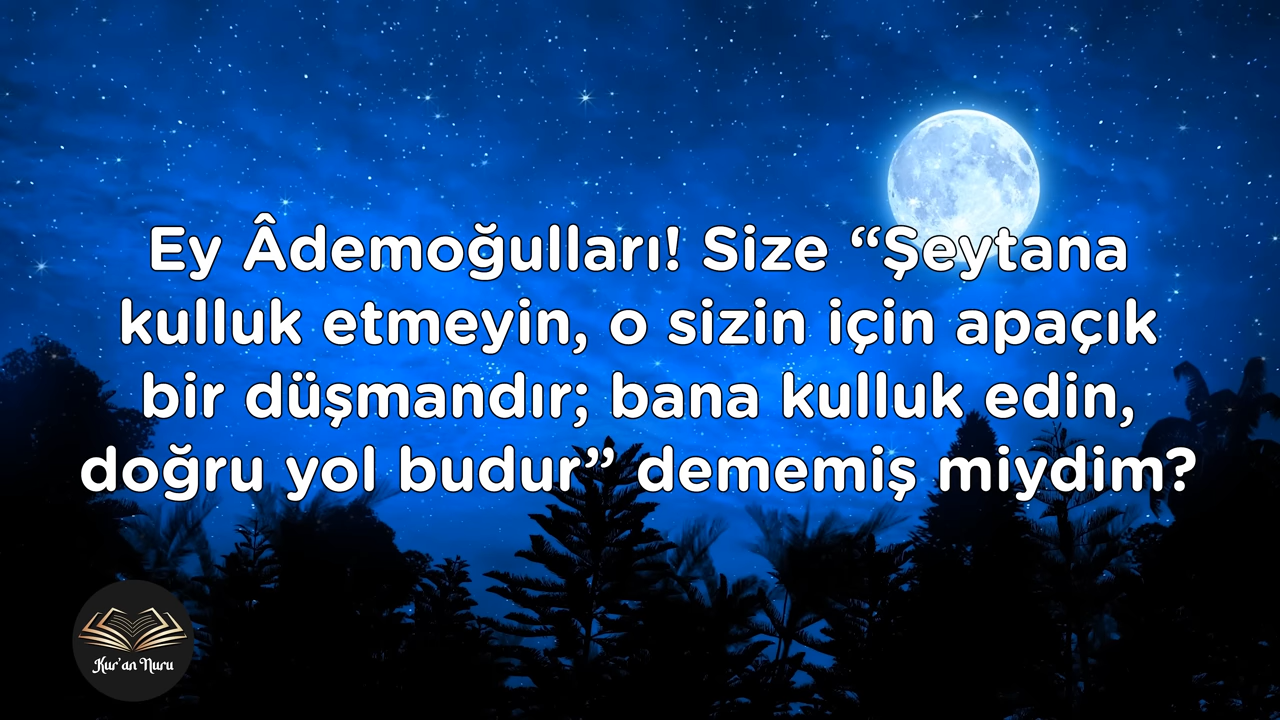 Ey Âdemoğulları! Size “Şeytana
kulluk etmeyin, o sizin için apaçık
bir düşmandır; bana kulluk edin,
doğru yol budur” dememiş miydim?
Kur'an Nuru